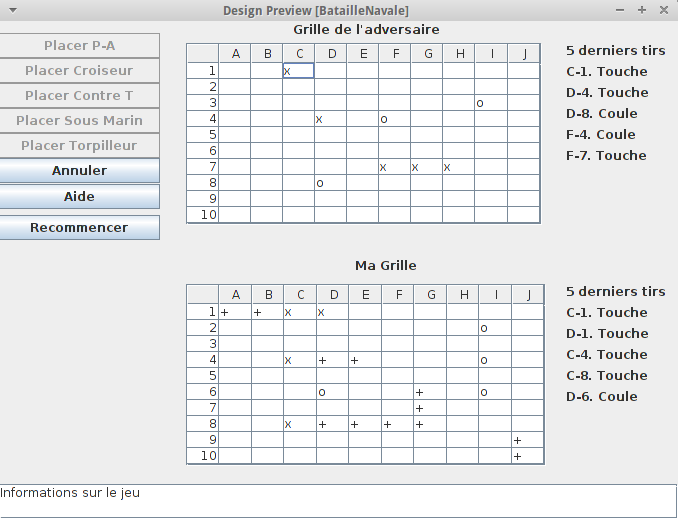 Design Preview [BatailleNavale]
Placer P-A
Placer Croiseur
Placer Contre T
Placer Sous Marin
Placer Torpilleur
Annuler
Aide
Recommencer
Grille de l'adversaire
A B C D E F G H I J
1 x
2
3 o
4 x o
5
6
7 x x x
8 o
9
10
5 derniers tirs
C-1. Touche
D-4. Touche
D-8. Coule
F-4. Coule
F-7. Touche
Ma Grille
A B C D E F G H I J
1 + + x x
2 o
3
4 x + + o
5
6 o + o
7 +
8 x + + + +
9 +
10 +
5 derniers tirs
C-1. Touche
D-1. Touche
C-4. Touche
C-8. Touche
D-6. Coule
Informations sur le jeu